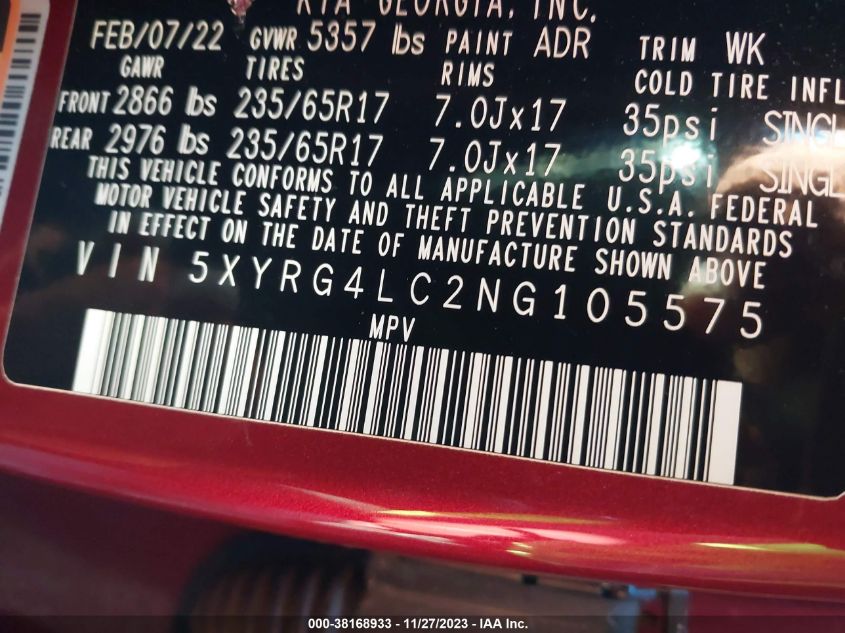 KIA GEORGIA, INC.
FEB/07/22 GVWR 5357 lbs PAINT ADR TRIM WK
GAWR TIRES RIMS COLD TIRE INFL
FRONT 2866 lbs 235/65R17 7.0Jx17 35psi SINGL
REAR 2976 lbs 235/65R17 7.0Jx17 35psi SINGL
THIS VEHICLE CONFORMS TO ALL APPLICABLE U.S.A. FEDERAL
MOTOR VEHICLE SAFETY AND THEFT PREVENTION STANDARDS
IN EFFECT ON THE DATE OF MANUFACTURE SHOWN ABOVE
VIN 5XYRG4LC2NG105575
MPV
000-38168933 - 11/27/2023 - IAA Inc.